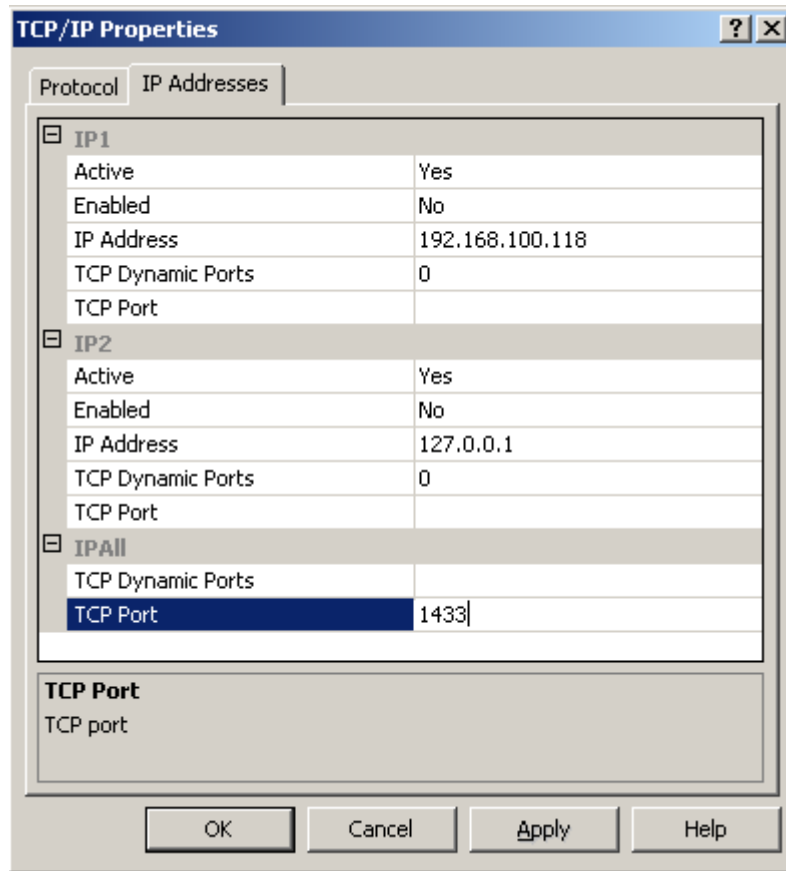 TCP/IP Properties
Protocol IP Addresses
IP1
Active Yes
Enabled No
IP Address 192.168.100.118
TCP Dynamic Ports 0
TCP Port
IP2
Active Yes
Enabled No
IP Address 127.0.0.1
TCP Dynamic Ports 0
TCP Port
IPAll
TCP Dynamic Ports
TCP Port 1433
TCP Port
TCP port
OK Cancel Apply Help